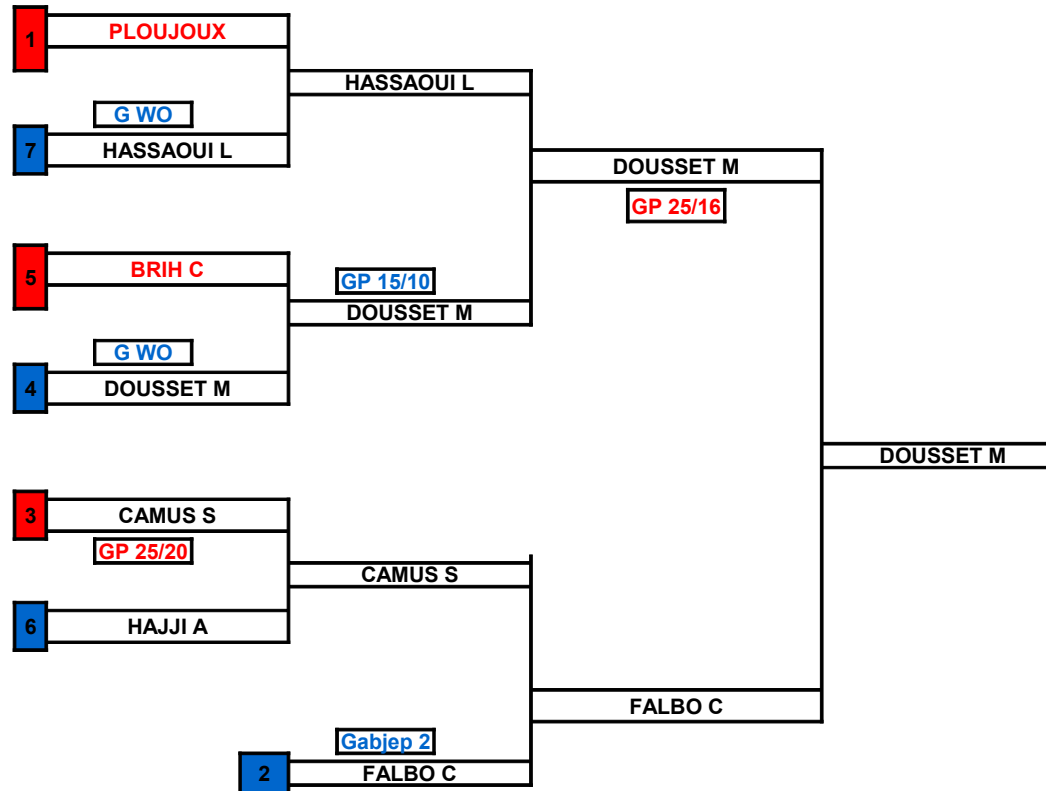 1
PLOUJOUX
HASSAOUI L
G WO
7
HASSAOUI L
DOUSSET M
GP 25/16
5
BRIH C
GP 15/10
DOUSSET M
G WO
4
DOUSSET M
DOUSSET M
3
CAMUS S
GP 25/20
CAMUS S
6
HAJJI A
FALBO C
Gabjep 2
2
FALBO C